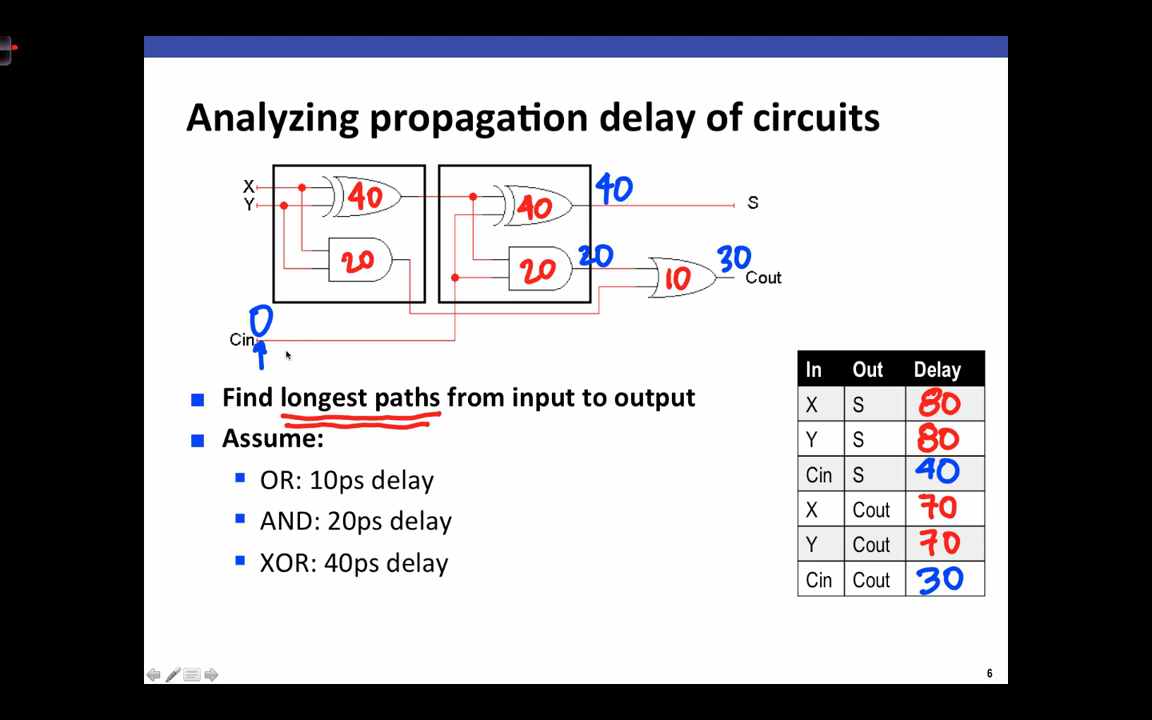 Analyzing propagation delay of circuits
X
Y
40
40
40
S
20
20
20
10
30
Cout
0
Cin
Find longest paths from input to output
Assume:
OR: 10ps delay
AND: 20ps delay
XOR: 40ps delay
In Out Delay
X S 80
Y S 80
Cin S 40
X Cout 70
Y Cout 70
Cin Cout 30
6